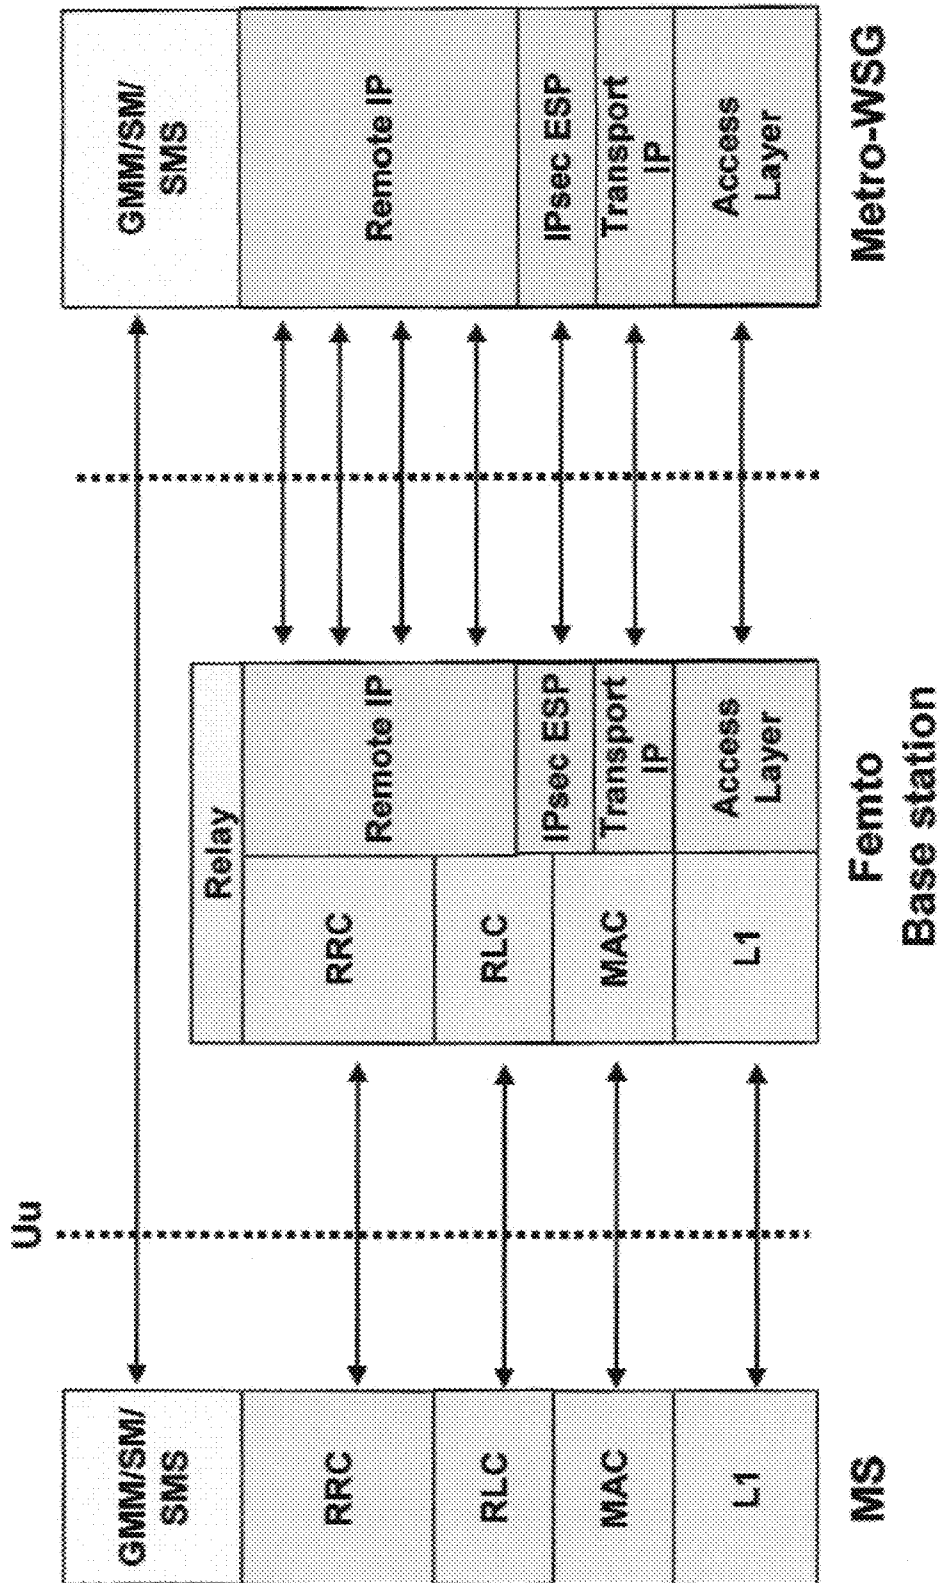 Uu
GMM/SM/
SMS
RRC
RLC
MAC
L1
MS
Relay
RRC
RLC
MAC
L1
Remote IP
IPsec ESP
Transport
IP
Access
Layer
Femto
Base station
GMM/SM/
SMS
Remote IP
IPsec ESP
Transport
IP
Access
Layer
Metro-WSG